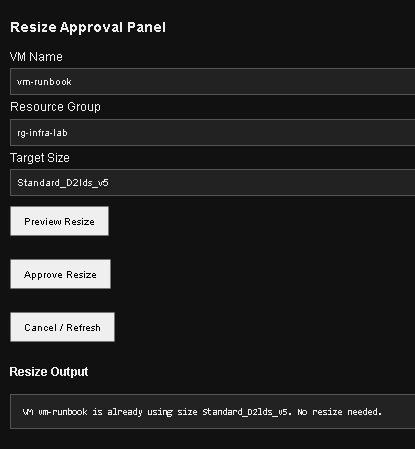 Resize Approval Panel
VM Name
vm-runbook
Resource Group
rg-infra-lab
Target Size
Standard_D2lds_v5
Preview Resize
Approve Resize
Cancel / Refresh
Resize Output
VM vm-runbook is already using size Standard_D2lds_v5. No resize needed.